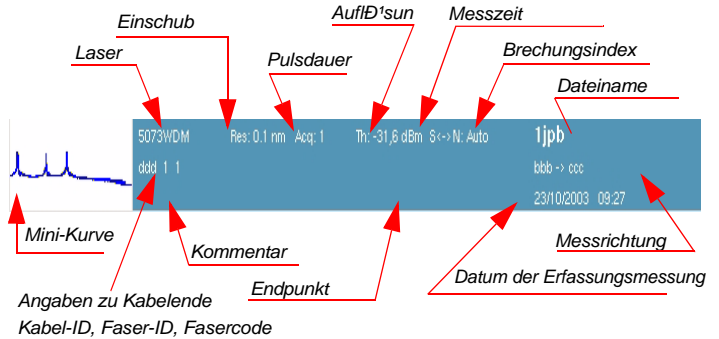 AuflÐ¹sun
Messzeit
Einschub
Brechungsindex
Laser
Pulsdauer
Dateiname
5073WDM Res: 0.1 nm Acq: 1 Th: -31,6 dBm S<->N: Auto 1jpb
ddd 1 1 bbb -> ccc
23/10/2003 09:27
Mini-Kurve
Kommentar
Messrichtung
Endpunkt
Datum der Erfassungsmessung
Angaben zu Kabelende
Kabel-ID, Faser-ID, Fasercode